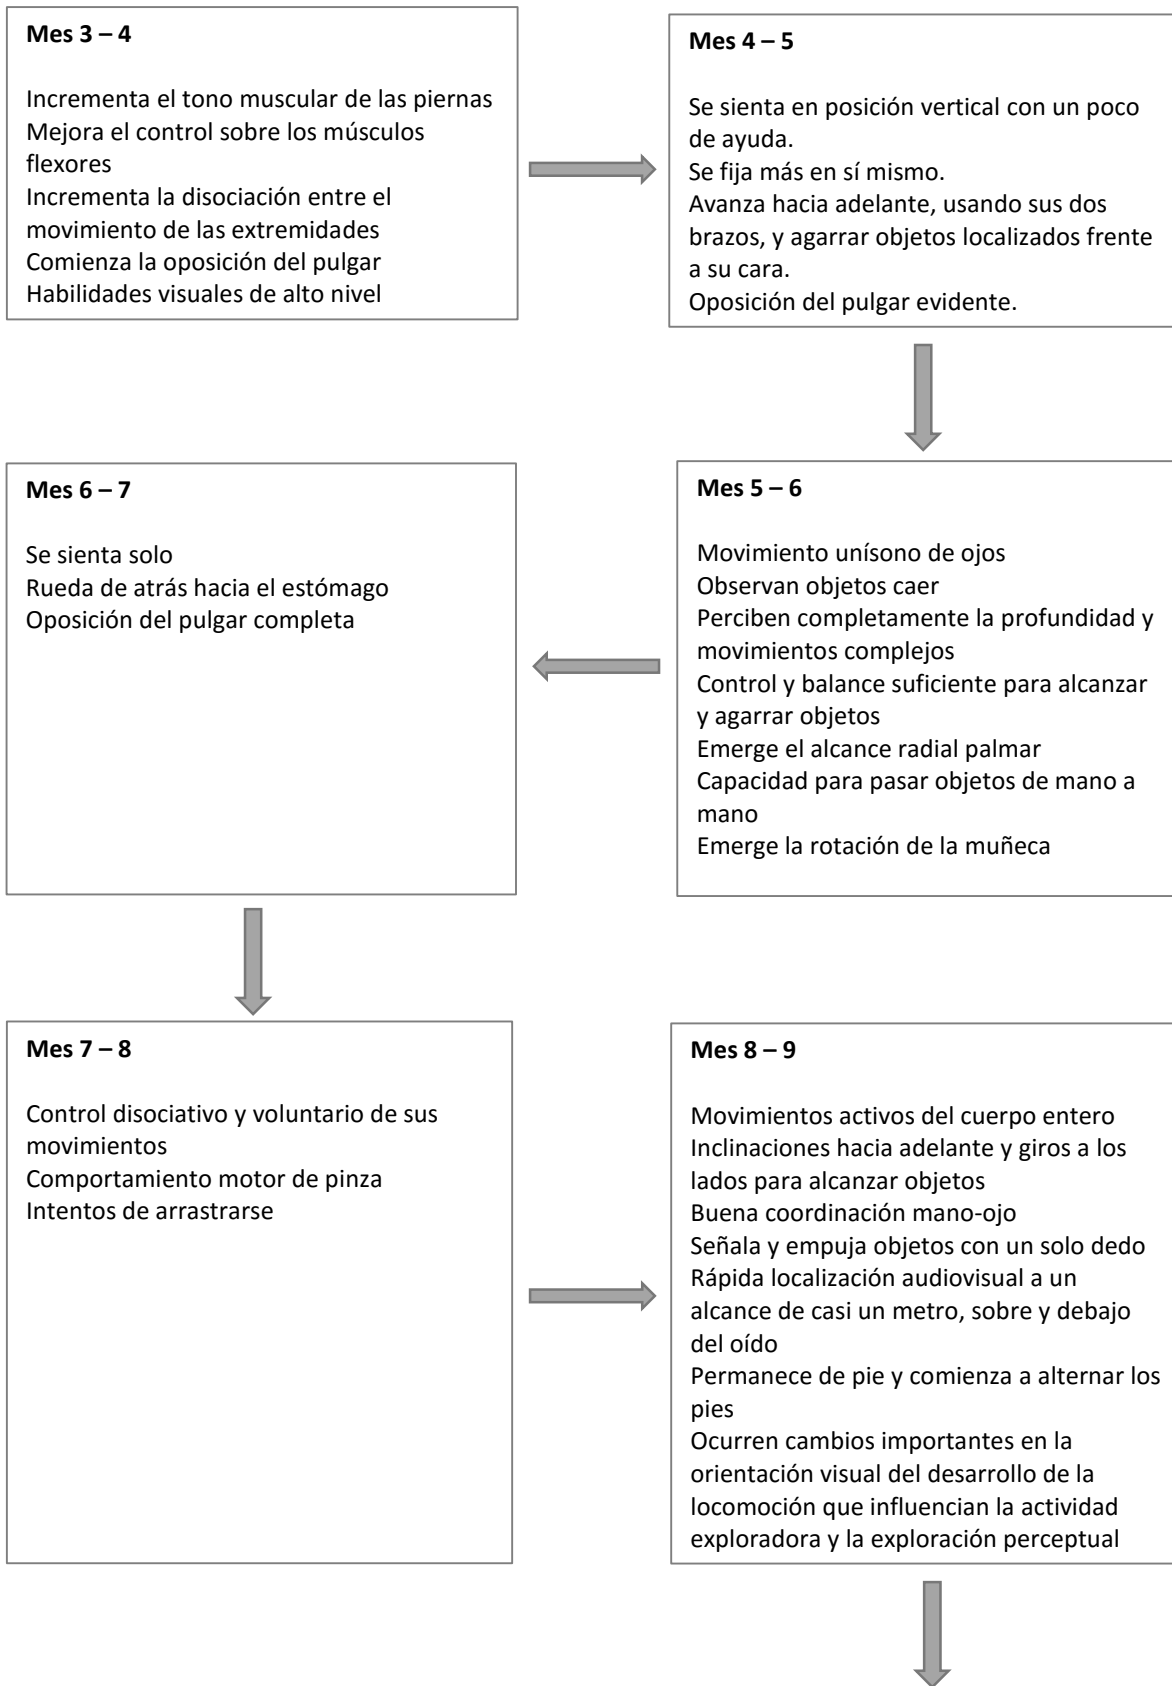 Mes 3 – 4
Incrementa el tono muscular de las piernas
Mejora el control sobre los músculos
flexores
Incrementa la disociación entre el
movimiento de las extremidades
Comienza la oposición del pulgar
Habilidades visuales de alto nivel
Mes 4 – 5
Se sienta en posición vertical con un poco
de ayuda.
Se fija más en sí mismo.
Avanza hacia adelante, usando sus dos
brazos, y agarrar objetos localizados frente
a su cara.
Oposición del pulgar evidente.
Mes 5 – 6
Movimiento unísono de ojos
Observan objetos caer
Perciben completamente la profundidad y
movimientos complejos
Control y balance suficiente para alcanzar
y agarrar objetos
Emerge el alcance radial palmar
Capacidad para pasar objetos de mano a
mano
Emerge la rotación de la muñeca
Mes 6 – 7
Se sienta solo
Rueda de atrás hacia el estómago
Oposición del pulgar completa
Mes 7 – 8
Control disociativo y voluntario de sus
movimientos
Comportamiento motor de pinza
Intentos de arrastrarse
Mes 8 – 9
Movimientos activos del cuerpo entero
Inclinaciones hacia adelante y giros a los
lados para alcanzar objetos
Buena coordinación mano-ojo
Señala y empuja objetos con un solo dedo
Rápida localización audiovisual a un
alcance de casi un metro, sobre y debajo
del oído
Permanece de pie y comienza a alternar los
pies
Ocurren cambios importantes en la
orientación visual del desarrollo de la
locomoción que influencian la actividad
exploradora y la exploración perceptual